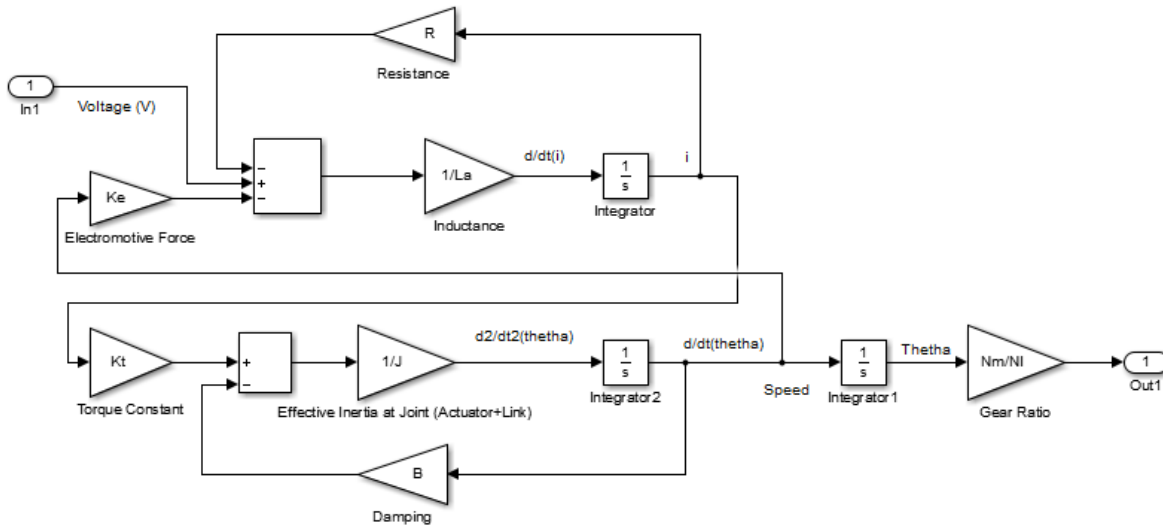 R
Resistance
1
In1
Voltage (V)
−
+
−
1/La
Inductance
d/dt(i)
1
s
Integrator
i
Ke
Electromotive Force
Kt
Torque Constant
+
−
1/J
Effective Inertia at Joint (Actuator+Link)
d2/dt2(thetha)
1
s
Integrator2
d/dt(thetha)
Speed
1
s
Integrator1
Thetha
Nm/Nl
Gear Ratio
1
Out1
B
Damping